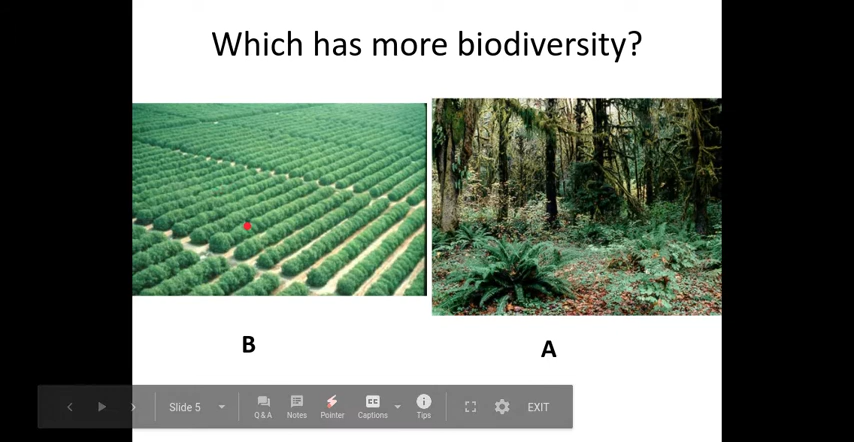 Which has more biodiversity?
B
A
Slide 5
Q & A
Notes
Pointer
Captions
Tips
EXIT